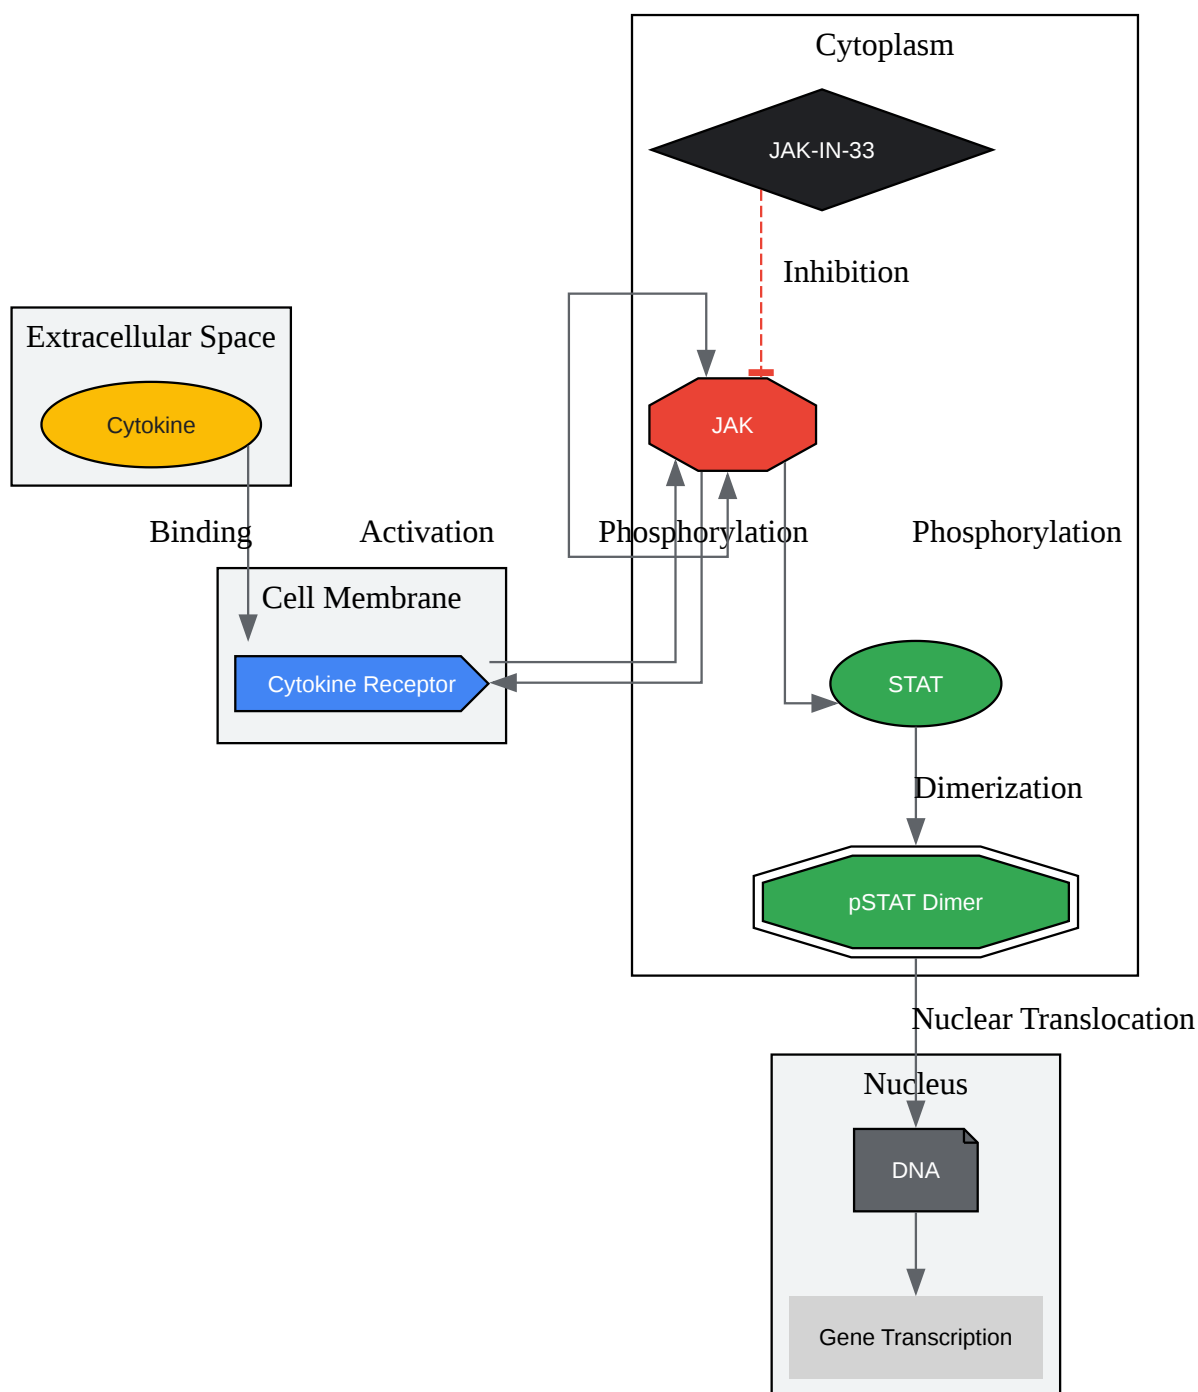 Cytoplasm
JAK-IN-33
Inhibition
Extracellular Space
Cytokine
JAK
Binding
Activation
Phosphorylation
Phosphorylation
Cell Membrane
Cytokine Receptor
STAT
Dimerization
pSTAT Dimer
Nuclear Translocation
Nucleus
DNA
Gene Transcription